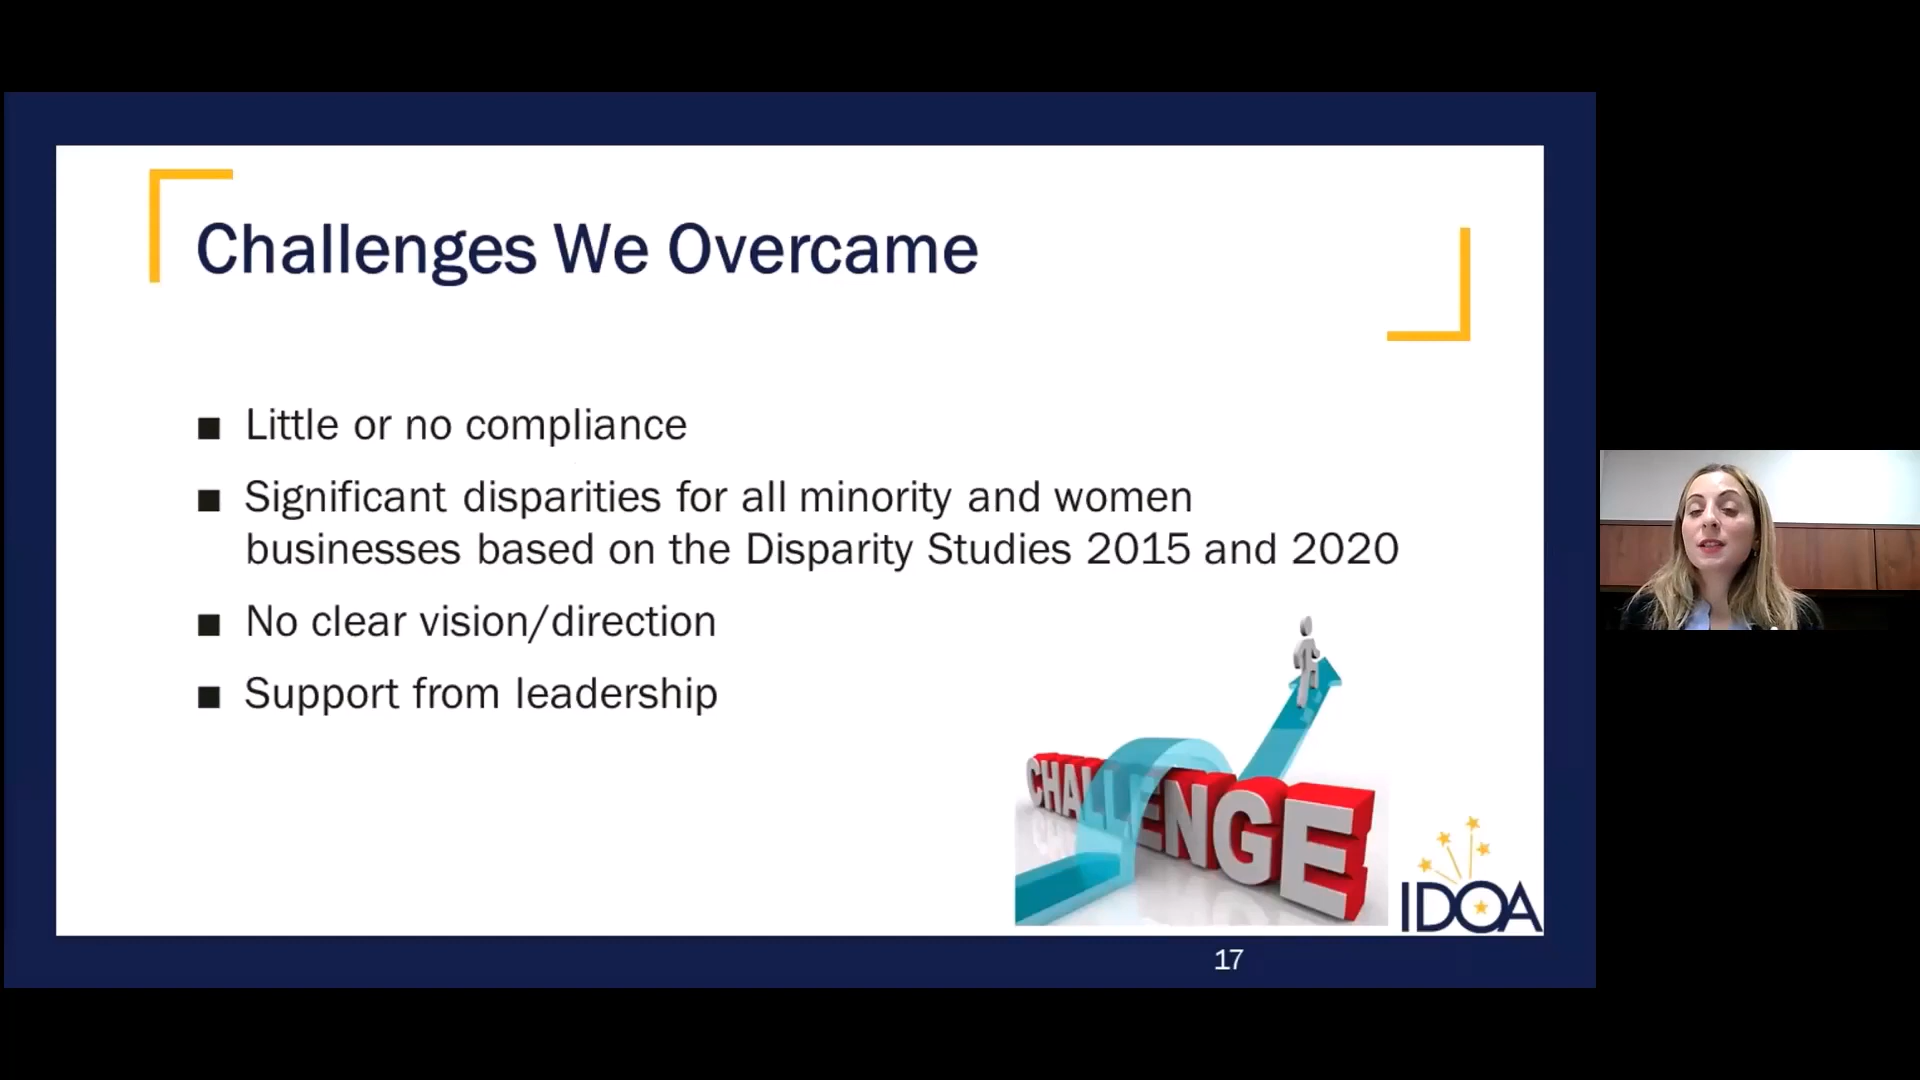 Challenges We Overcame
■ Little or no compliance
■ Significant disparities for all minority and women
businesses based on the Disparity Studies 2015 and 2020
■ No clear vision/direction
■ Support from leadership
CHALLENGE
IDOA
17